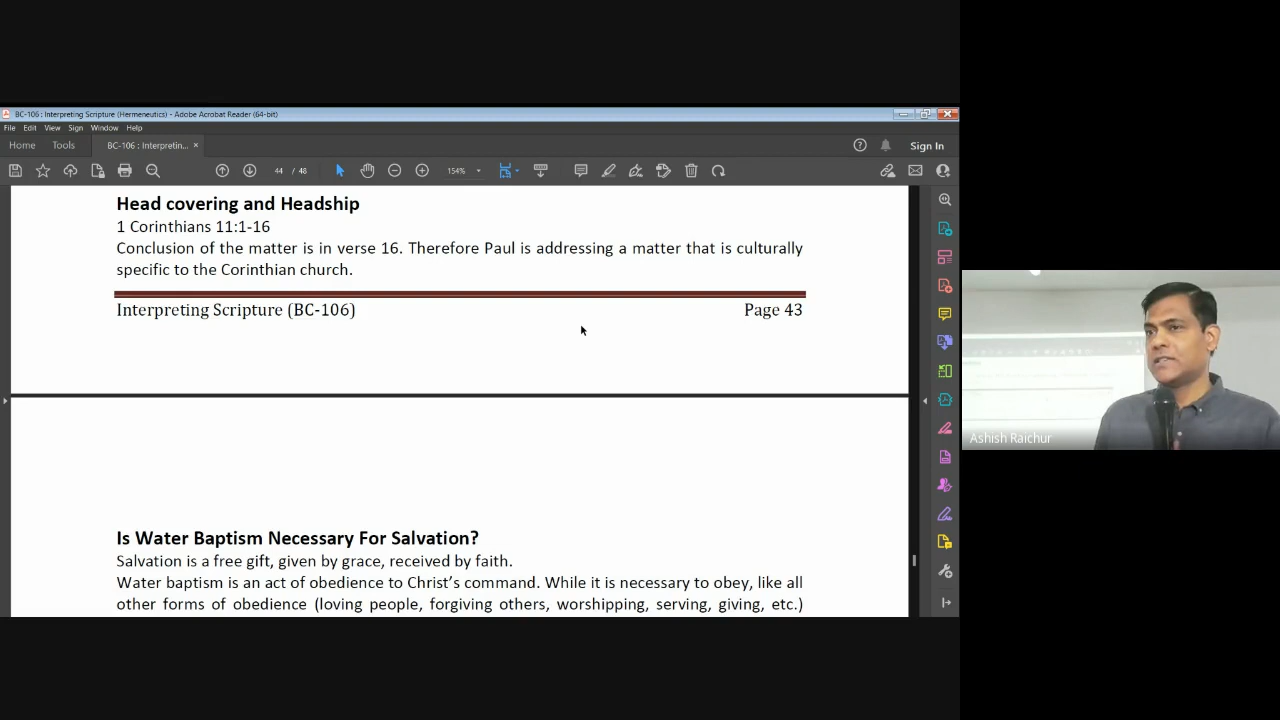 BC-106 : Interpreting Scripture (Hermeneutics) - Adobe Acrobat Reader (64-bit)
File Edit View Sign Window Help
Home Tools BC-106 : Interpretin... × Sign In
44 / 48 154%
Head covering and Headship
1 Corinthians 11:1-16
Conclusion of the matter is in verse 16. Therefore Paul is addressing a matter that is culturally
specific to the Corinthian church.
Interpreting Scripture (BC-106) Page 43
Ashish Raichur
Is Water Baptism Necessary For Salvation?
Salvation is a free gift, given by grace, received by faith.
Water baptism is an act of obedience to Christ’s command. While it is necessary to obey, like all
other forms of obedience (loving people, forgiving others, worshipping, serving, giving, etc.)